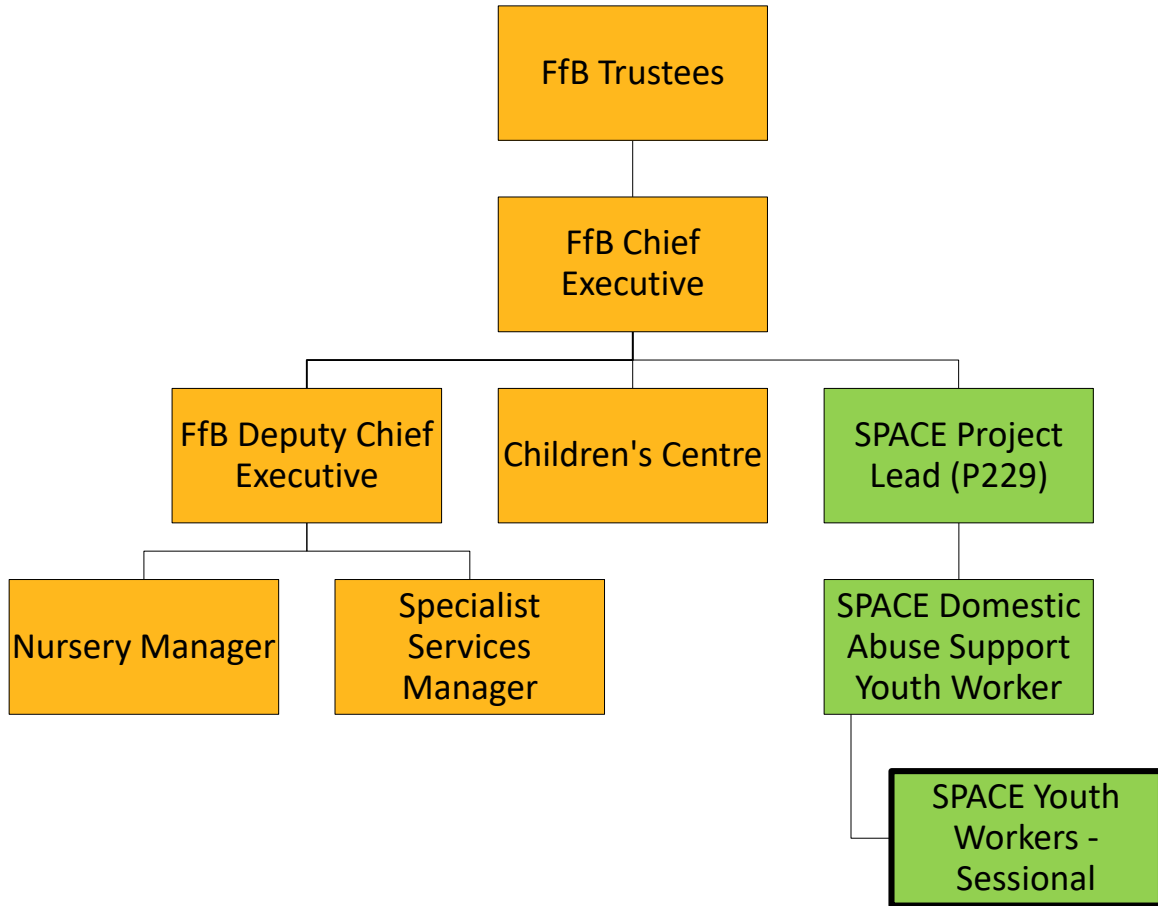 FfB Trustees
FfB Chief
Executive
FfB Deputy Chief
Executive
Children's Centre
SPACE Project
Lead (P229)
Nursery Manager
Specialist
Services
Manager
SPACE Domestic
Abuse Support
Youth Worker
SPACE Youth
Workers -
Sessional